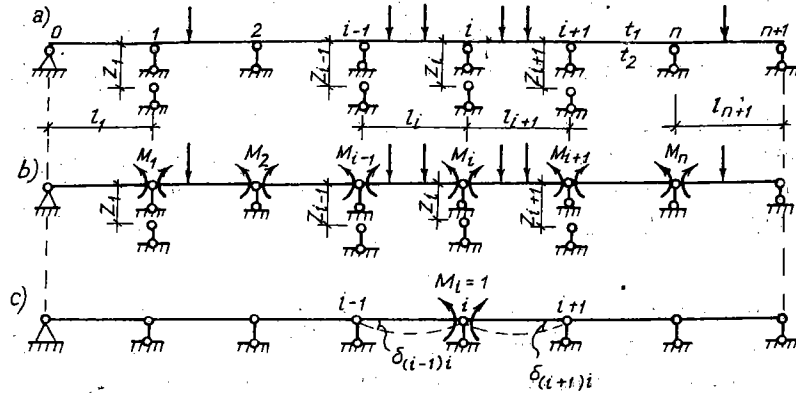 a) 0 1 2 i-1 i i+1 t₁ n n+1
t₂
Z₁ Zᵢ₋₁ Zᵢ Zᵢ₊₁
l₁ lᵢ lᵢ₊₁ lₙ₊₁
b) M₁ M₂ Mᵢ₋₁ Mᵢ Mᵢ₊₁ Mₙ
Z₁ Zᵢ₋₁ Zᵢ Zᵢ₊₁
c) Mᵢ=1
i-1 i i+1
δ₍ᵢ₋₁₎ᵢ δ₍ᵢ₊₁₎ᵢ